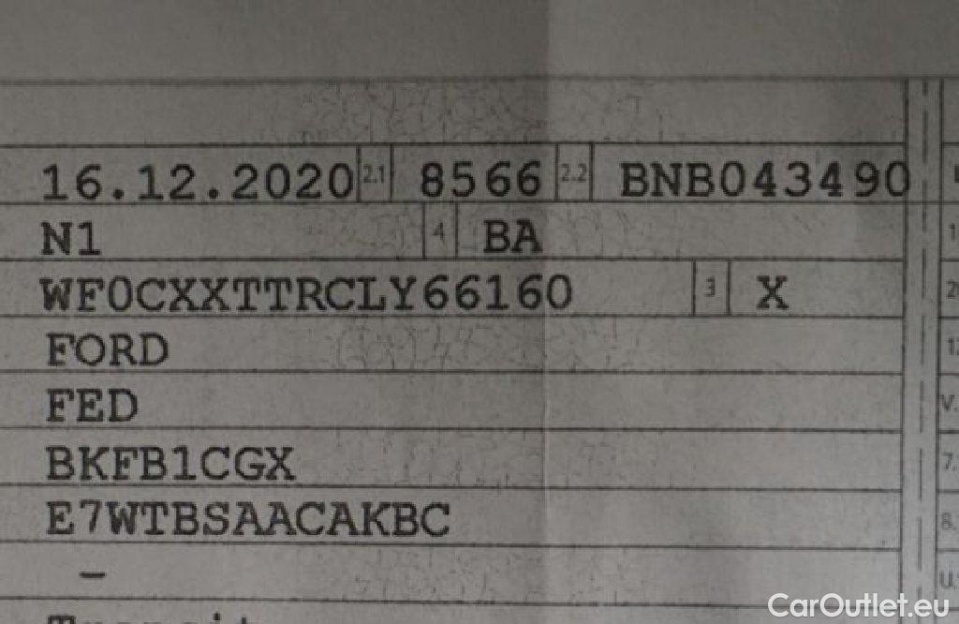 16.12.2020 2.1 8566 2.2 BNB043490
N1 4 BA
WF0CXXTTRCLY66160 3 X
FORD
FED
BKFB1CGX
E7WTBSAACAKBC
–
Transit
CarOutlet.eu